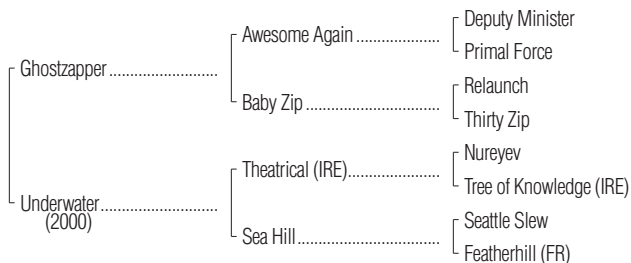 Deputy Minister
Awesome Again ....................
Primal Force
Ghostzapper ..........................
Relaunch
Baby Zip ................................
Thirty Zip
Nureyev
Theatrical (IRE)......................
Tree of Knowledge (IRE)
Underwater ............................
(2000)
Seattle Slew
Sea Hill ..................................
Featherhill (FR)